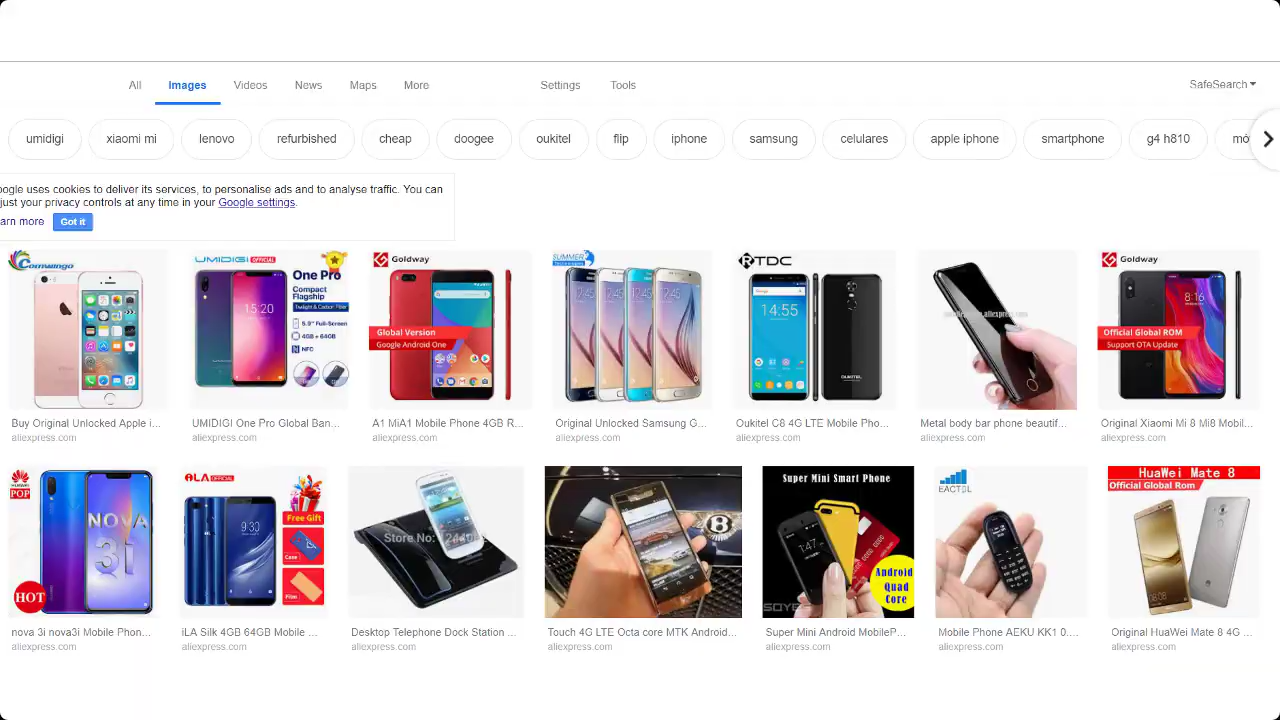 All Images Videos News Maps More Settings Tools SafeSearch
umidigi xiaomi mi lenovo refurbished cheap doogee oukitel flip iphone samsung celulares apple iphone smartphone g4 h810
ogle uses cookies to deliver its services, to personalise ads and to analyse traffic. You can
just your privacy controls at any time in your Google settings.
arn more Got it
Comwingo
UMIDIGI OFFICIAL
One Pro
Compact
Flagship
Twilight & Carbon Fiber
5.9" Full-Screen
4GB + 64GB
NFC
15:20
Goldway
Global Version
Google Android One
SUMMER
RTDC
14:55
OUKITEL
Goldway
8:16
Official Global ROM
Support OTA Update
Buy Original Unlocked Apple i...
aliexpress.com
UMIDIGI One Pro Global Ban...
aliexpress.com
A1 MiA1 Mobile Phone 4GB R...
aliexpress.com
Original Unlocked Samsung G...
aliexpress.com
Oukitel C8 4G LTE Mobile Pho...
aliexpress.com
Metal body bar phone beautif...
aliexpress.com
Original Xiaomi Mi 8 Mi8 Mobil...
aliexpress.com
HUAWEI
POP
NOVA
3i
HOT
iLA OFFICIAL
9:30
Free Gift
Case
Film
Super Mini Smart Phone
1:47
Android
Quad
Core
SOYES
EACTEL
HuaWei Mate 8
Official Global Rom
08:08
nova 3i nova3i Mobile Phon...
aliexpress.com
iLA Silk 4GB 64GB Mobile ...
aliexpress.com
Desktop Telephone Dock Station ...
aliexpress.com
Touch 4G LTE Octa core MTK Android...
aliexpress.com
Super Mini Android MobileP...
aliexpress.com
Mobile Phone AEKU KK1 0....
aliexpress.com
Original HuaWei Mate 8 4G ...
aliexpress.com